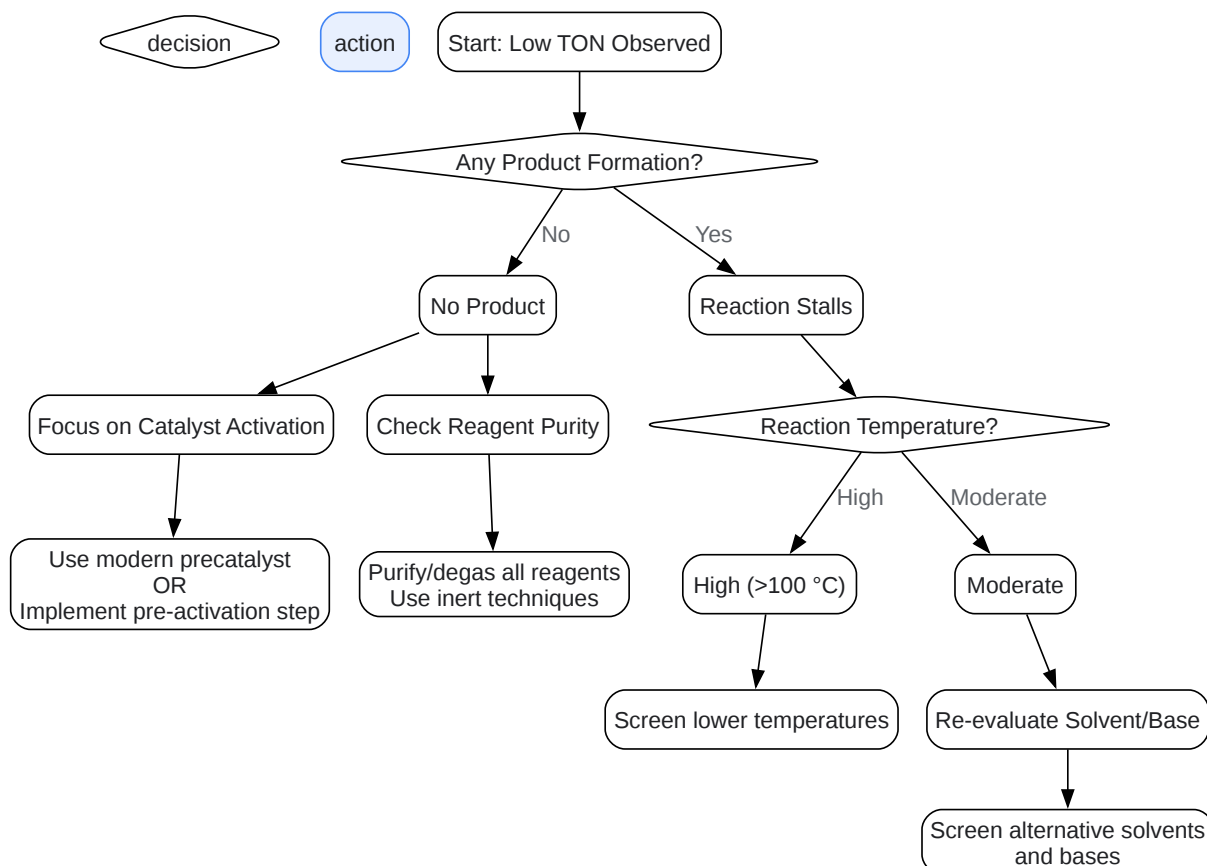 decision
action
Start: Low TON Observed
Any Product Formation?
No
Yes
No Product
Reaction Stalls
Focus on Catalyst Activation
Check Reagent Purity
Reaction Temperature?
High
Moderate
Use modern precatalyst
OR
Implement pre-activation step
Purify/degas all reagents
Use inert techniques
High (>100 °C)
Moderate
Screen lower temperatures
Re-evaluate Solvent/Base
Screen alternative solvents
and bases